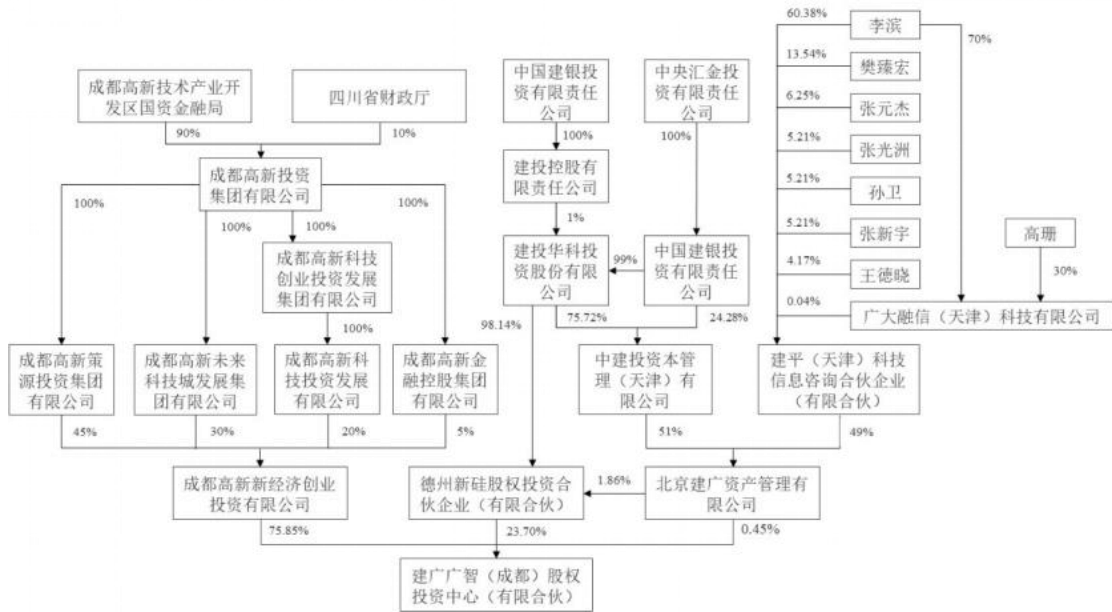 60.38%
李滨
70%
13.54%
樊臻宏
6.25%
张元杰
5.21%
张光洲
5.21%
孙卫
5.21%
张新宇
4.17%
王德晓
0.04%
广大融信（天津）科技有限公司
高珊
30%
成都高新技术产业开
发区国资金融局
四川省财政厅
中国建银投
资有限责任
公司
中央汇金投
资有限责任
公司
90%
10%
100%
100%
成都高新投资
集团有限公司
建投控股有
限责任公司
100%
100%
100%
100%
1%
成都高新科技
创业投资发展
集团有限公司
建投华科投
资股份有限
公司
99%
中国建银投
资有限责任
公司
100%
98.14%
75.72%
24.28%
成都高新策
源投资集团
有限公司
成都高新未来
科技城发展集
团有限公司
成都高新科
技投资发展
有限公司
成都高新金
融控股集团
有限公司
中建投资本管
理（天津）有
限公司
建平（天津）科技
信息咨询合伙企业
（有限合伙）
45%
30%
20%
5%
51%
49%
成都高新新经济创业
投资有限公司
德州新硅股权投资合
伙企业（有限合伙）
1.86%
北京建广资产管理有
限公司
75.85%
23.70%
0.45%
建广广智（成都）股权
投资中心（有限合伙）